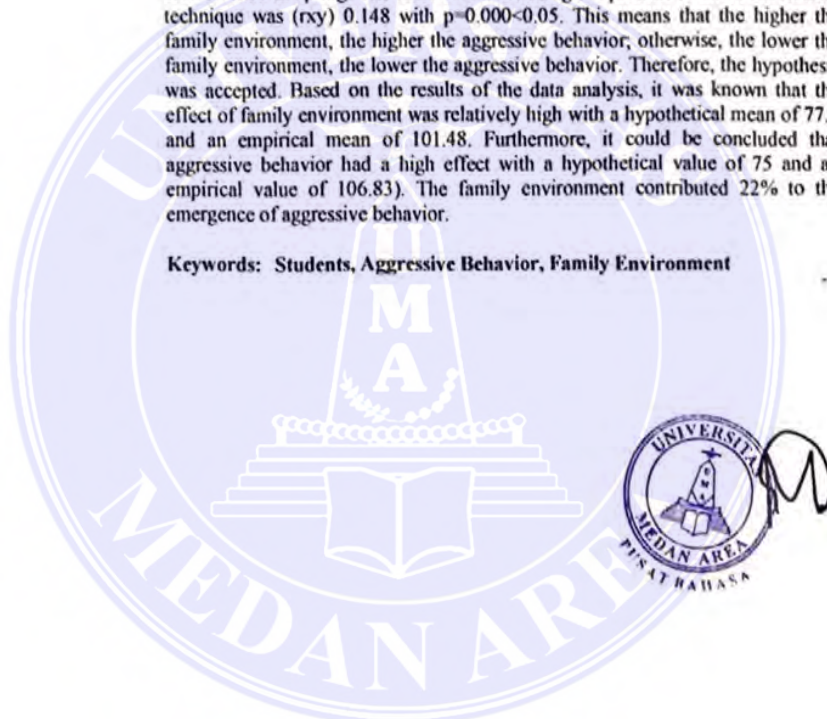 technique was (rxy) 0.148 with p=0.000<0.05. This means that the higher th
family environment, the higher the aggressive behavior; otherwise, the lower th
family environment, the lower the aggressive behavior. Therefore, the hypothes
was accepted. Based on the results of the data analysis, it was known that th
effect of family environment was relatively high with a hypothetical mean of 77.
and an empirical mean of 101.48. Furthermore, it could be concluded tha
aggressive behavior had a high effect with a hypothetical value of 75 and a
empirical value of 106.83). The family environment contributed 22% to th
emergence of aggressive behavior.
Keywords: Students, Aggressive Behavior, Family Environment
U
M
A
MEDAN AREA
UNIVERSITA
MEDAN AREA
PUSAT BAHASA